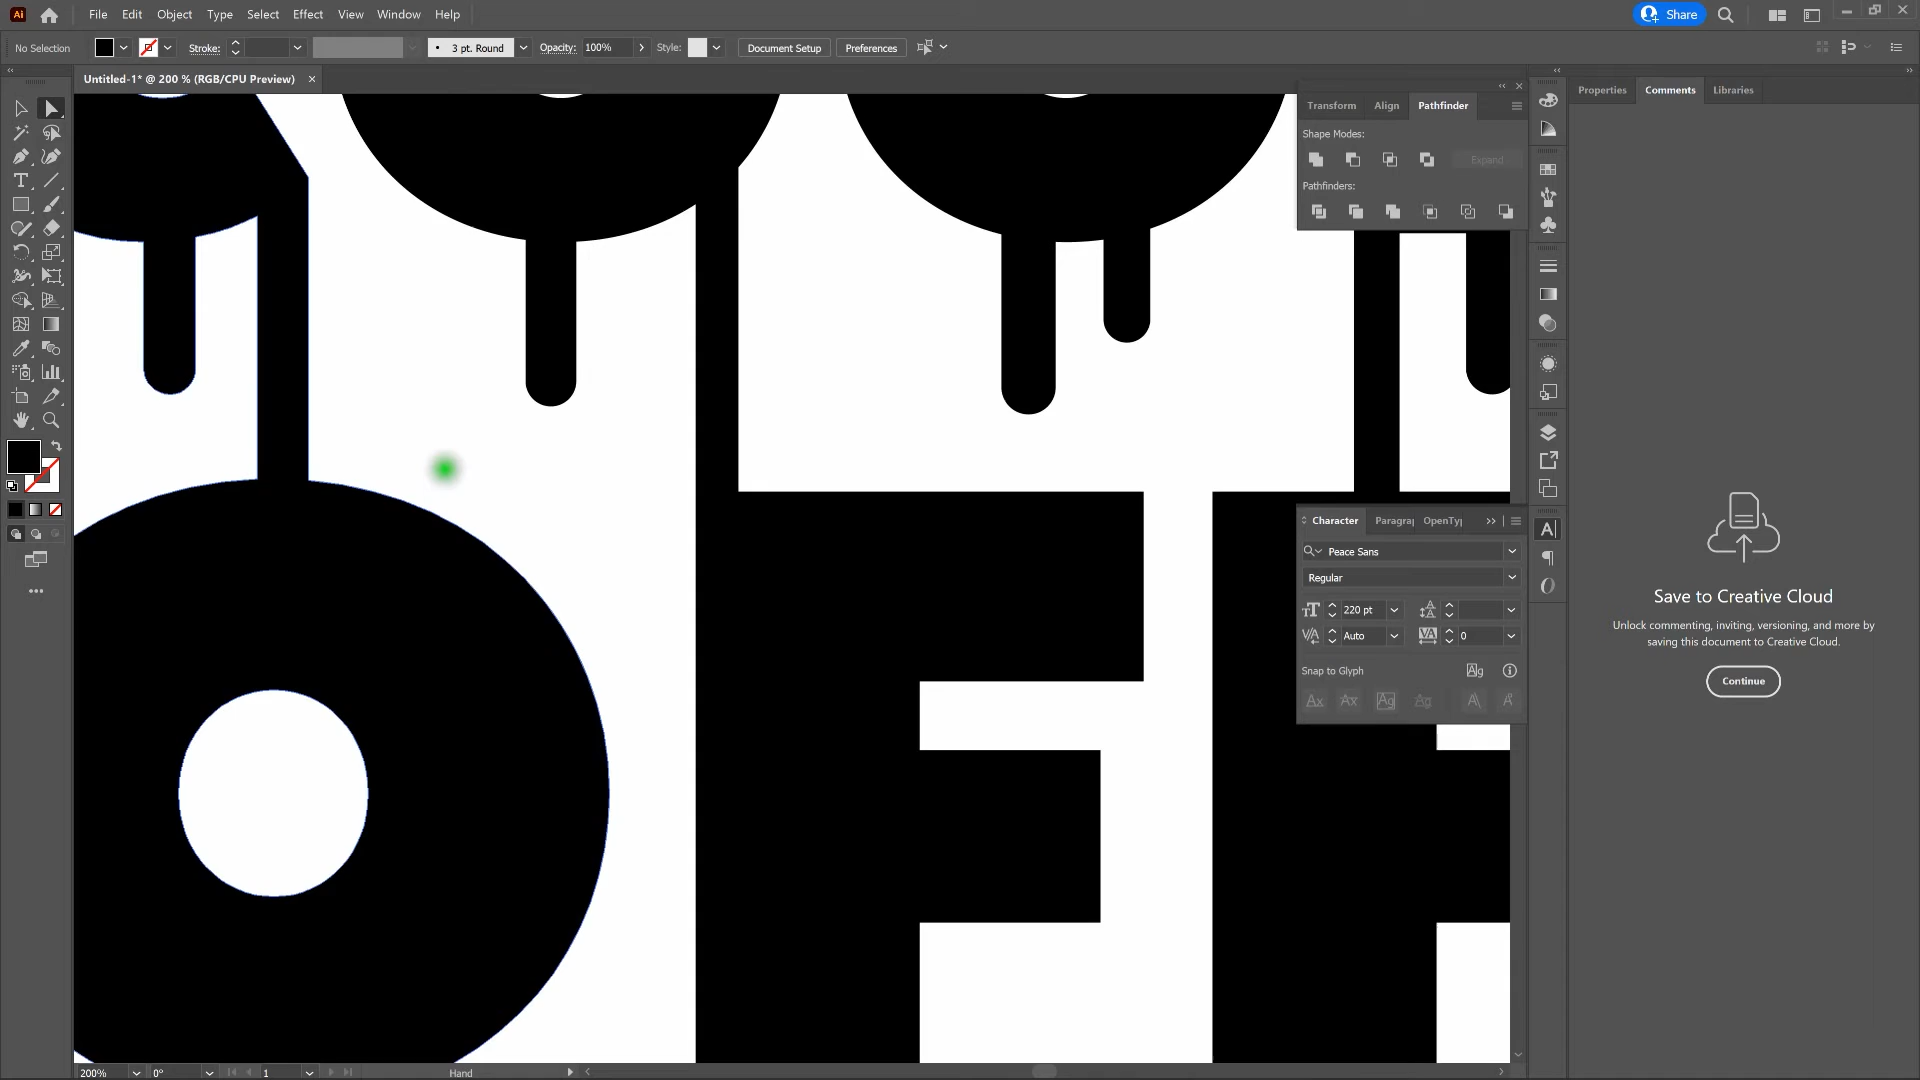 Ai File Edit Object Type Select Effect View Window Help Share
No Selection Stroke: 3 pt. Round Opacity: 100% Style: Document Setup Preferences
Untitled-1* @ 200 % (RGB/CPU Preview)
Transform Align Pathfinder
Shape Modes:
Expand
Pathfinders:
Properties Comments Libraries
Character Paragra OpenTy
Peace Sans
Regular
220 pt
Auto 0
Snap to Glyph
Save to Creative Cloud
Unlock commenting, inviting, versioning, and more by
saving this document to Creative Cloud.
Continue
200% 0° 1 Hand